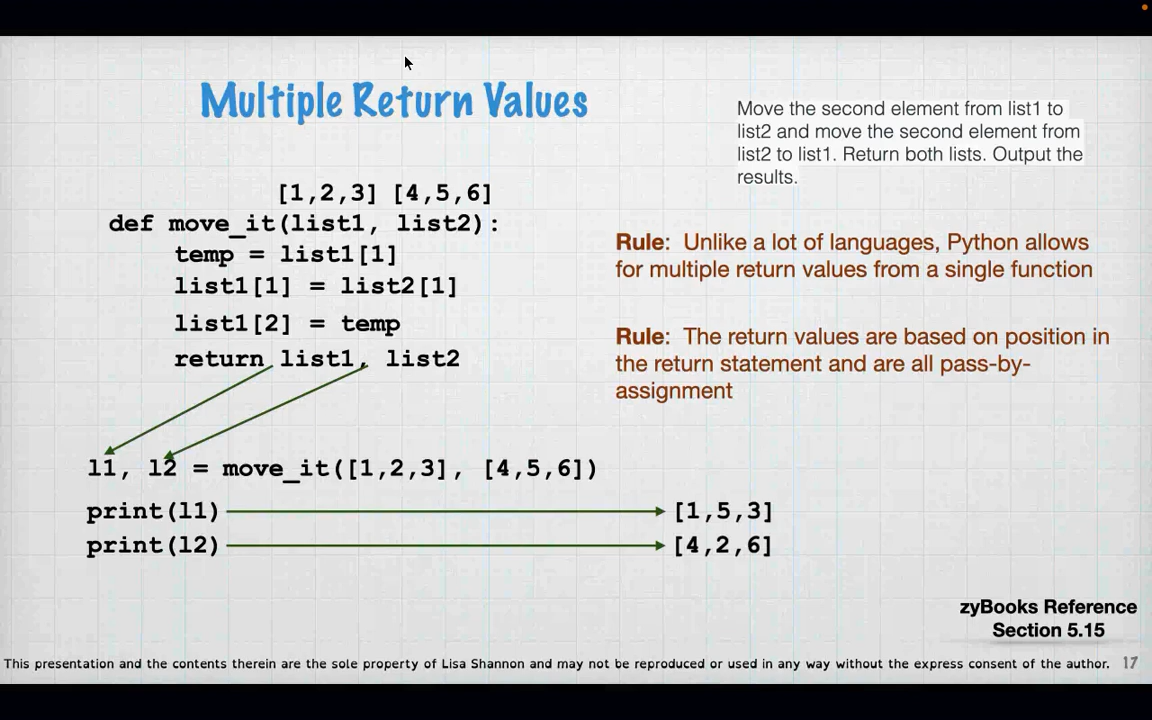 Multiple Return Values
Move the second element from list1 to
list2 and move the second element from
list2 to list1. Return both lists. Output the
results.
[1,2,3] [4,5,6]
def move_it(list1, list2):
temp = list1[1]
list1[1] = list2[1]
list1[2] = temp
return list1, list2
Rule: Unlike a lot of languages, Python allows
for multiple return values from a single function
Rule: The return values are based on position in
the return statement and are all pass-by-
assignment
l1, l2 = move_it([1,2,3], [4,5,6])
print(l1) [1,5,3]
print(l2) [4,2,6]
zyBooks Reference
Section 5.15
This presentation and the contents therein are the sole property of Lisa Shannon and may not be reproduced or used in any way without the express consent of the author. 17